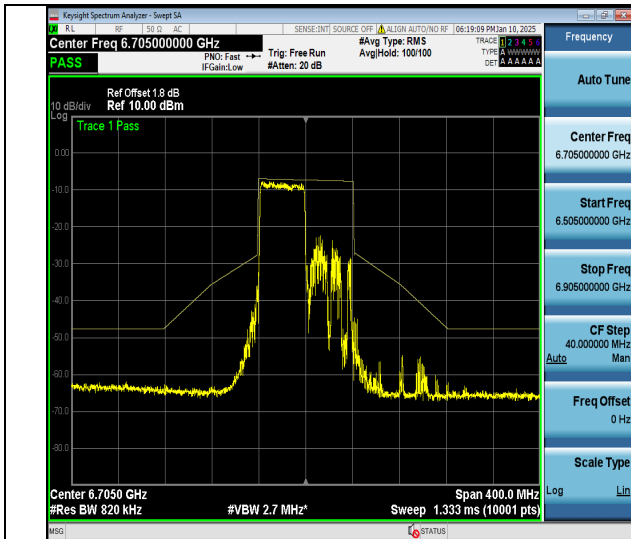 Keysight Spectrum Analyzer - Swept SA
RL RF 50 Ω AC SENSE:INT SOURCE OFF ALIGN AUTO/NO RF 06:19:09 PM Jan 10, 2025
Center Freq 6.705000000 GHz
PASS
PNO: Fast
IFGain:Low
Trig: Free Run
#Atten: 20 dB
#Avg Type: RMS
Avg|Hold: 100/100
TRACE 1 2 3 4 5 6
TYPE A WWWWW
DET A A A A A A
Ref Offset 1.8 dB
10 dB/div Ref 10.00 dBm
Log
Trace 1 Pass
0.00
-10.0
-20.0
-30.0
-40.0
-50.0
-60.0
-70.0
-80.0
Center 6.7050 GHz Span 400.0 MHz
#Res BW 820 kHz #VBW 2.7 MHz* Sweep 1.333 ms (10001 pts)
MSG STATUS
Frequency
Auto Tune
Center Freq
6.705000000 GHz
Start Freq
6.505000000 GHz
Stop Freq
6.905000000 GHz
CF Step
40.000000 MHz
Auto Man
Freq Offset
0 Hz
Scale Type
Log Lin